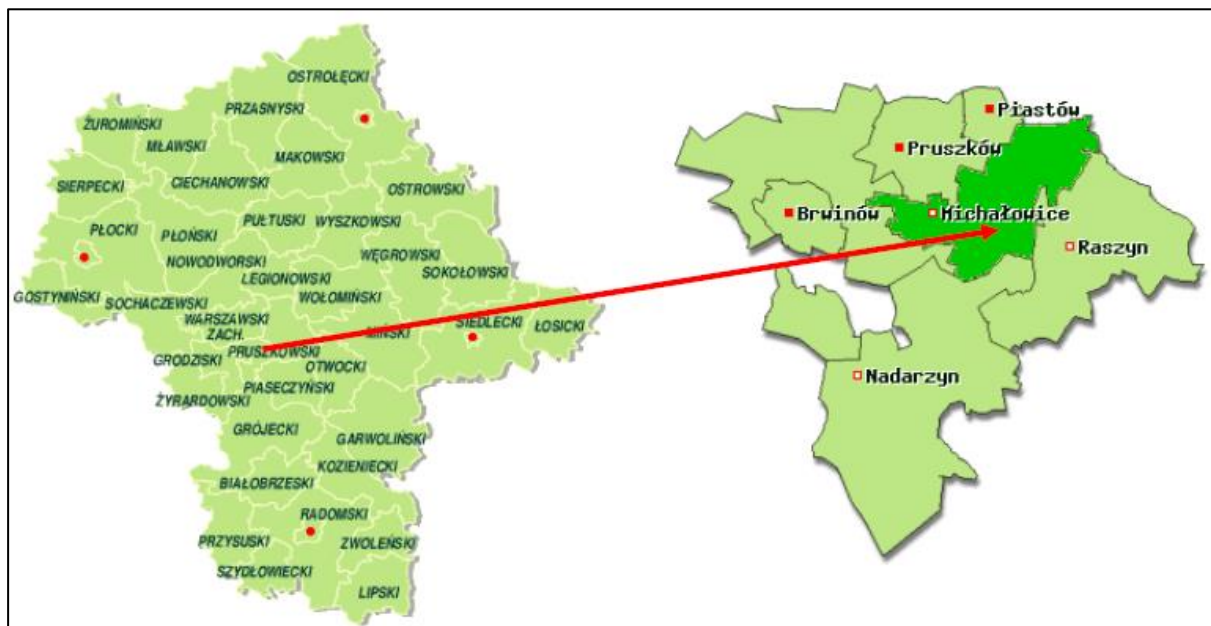 OSTROŁĘCKI
PRZASNYSKI
ŻUROMIŃSKI
MŁAWSKI
MAKOWSKI
SIERPECKI
CIECHANOWSKI
OSTROWSKI
PUŁTUSKI
WYSZKOWSKI
PŁOCKI
PŁOŃSKI
WĘGROWSKI
NOWODWORSKI
SOKOŁOWSKI
LEGIONOWSKI
GOSTYNIŃSKI
SOCHACZEWSKI
WOŁOMIŃSKI
WARSZAWSKI
ZACH.
MIŃSKI
SIEDLECKI
ŁOSICKI
PRUSZKOWSKI
GRODZISKI
OTWOCKI
PIASECZYŃSKI
ŻYRARDOWSKI
GRÓJECKI
GARWOLIŃSKI
KOZIENICKI
BIAŁOBRZESKI
RADOMSKI
PRZYSUSKI
ZWOLEŃSKI
SZYDŁOWIECKI
LIPSKI
Piastów
Pruszków
Brwinów
Michałowice
Raszyn
Nadarzyn